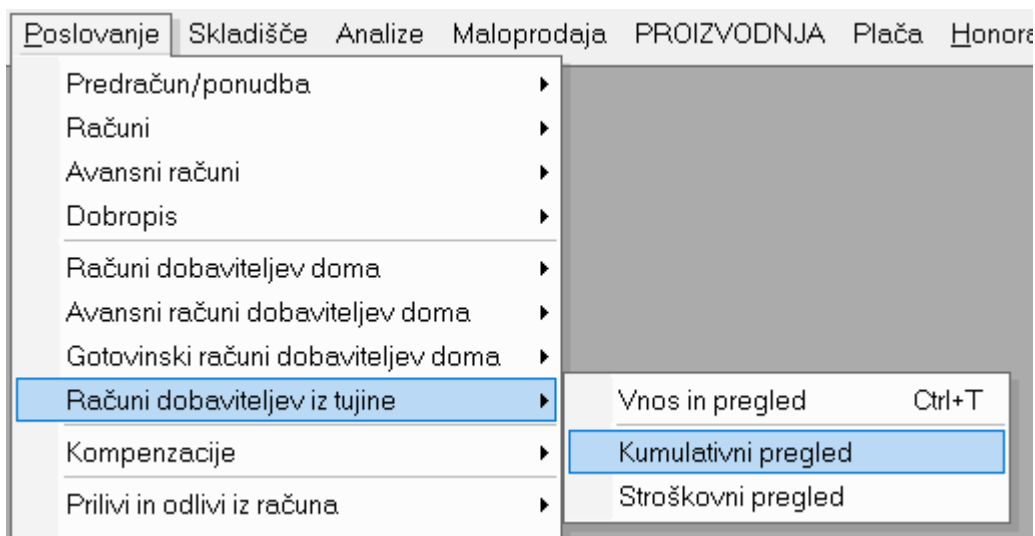 Poslovanje Skladišče Analize Maloprodaja PROIZVODNJA Plača Honora
Predračun/ponudba
Računi
Avansni računi
Dobropis
Računi dobaviteljev doma
Avansni računi dobaviteljev doma
Gotovinski računi dobaviteljev doma
Računi dobaviteljev iz tujine
Vnos in pregled Ctrl+T
Kumulativni pregled
Stroškovni pregled
Kompenzacije
Prilivi in odlivi iz računa